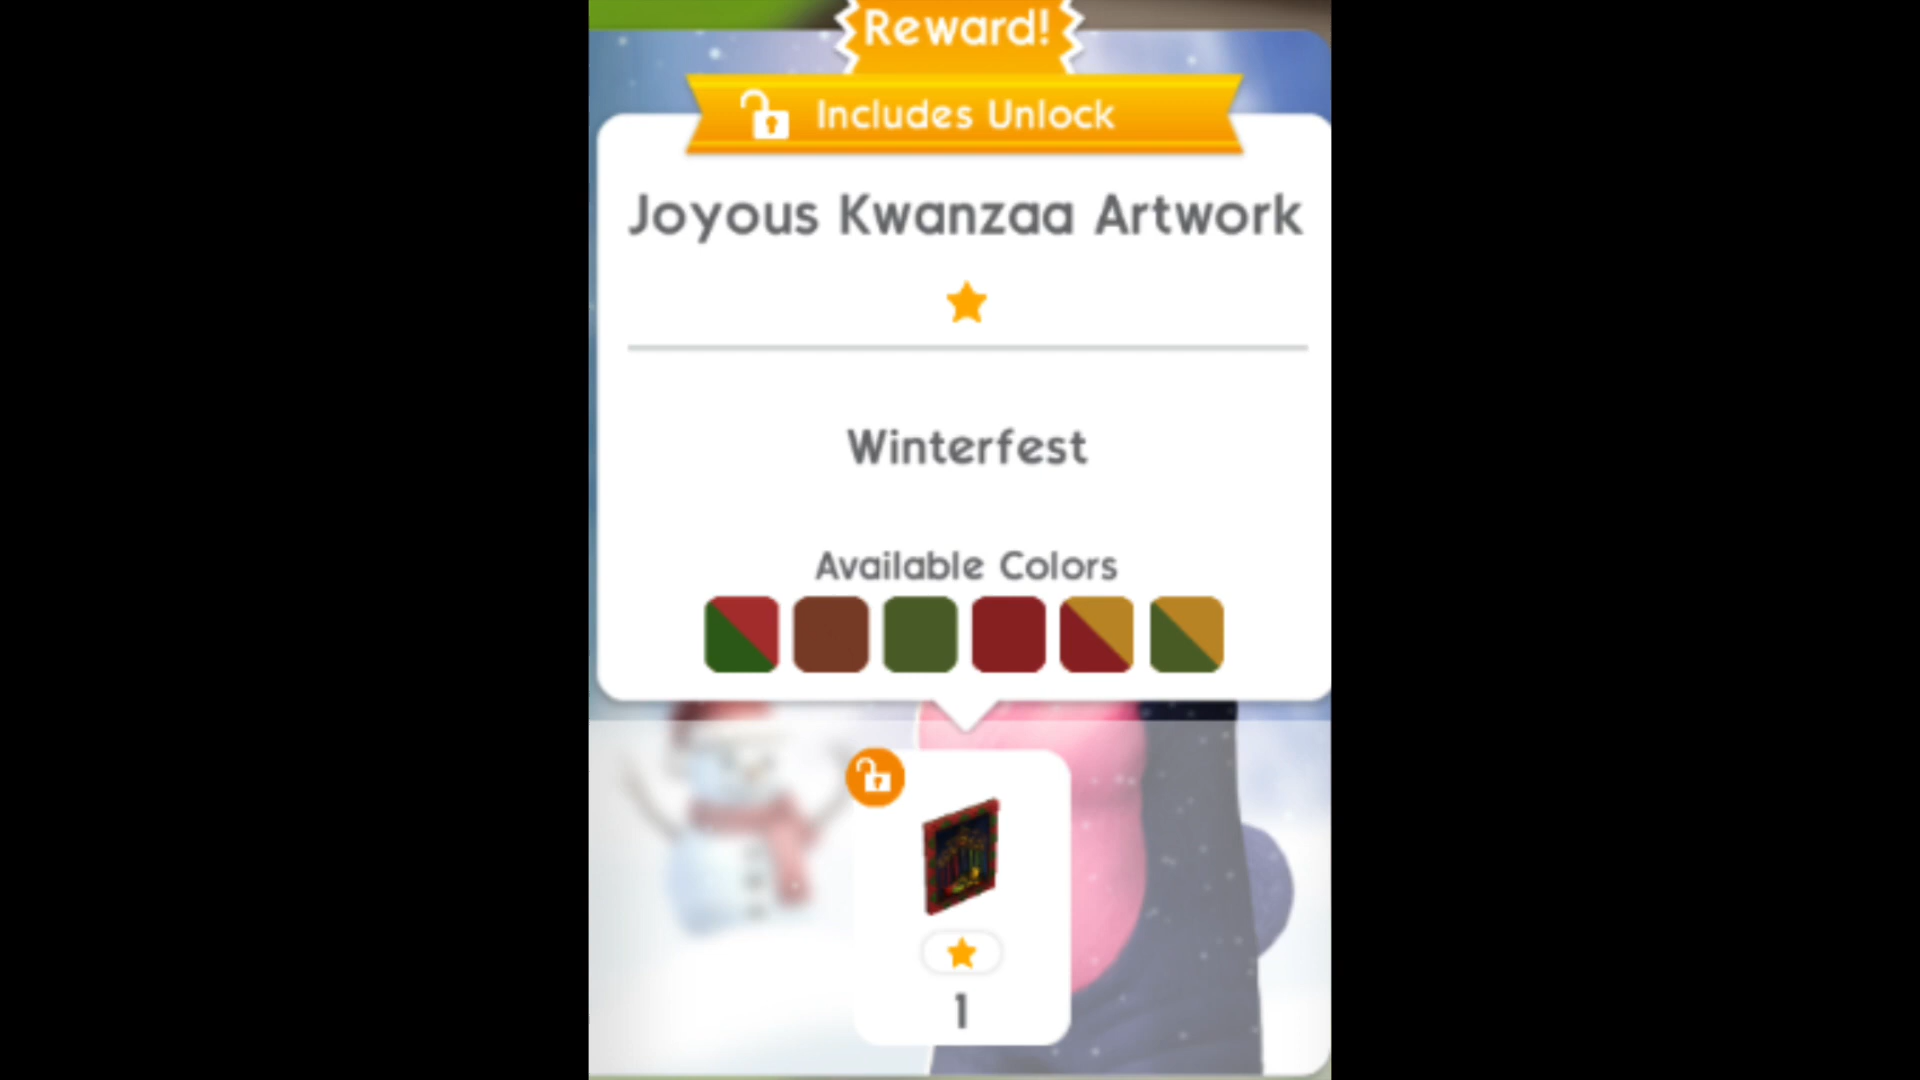 Reward!
Includes Unlock
Joyous Kwanzaa Artwork
Winterfest
Available Colors
1